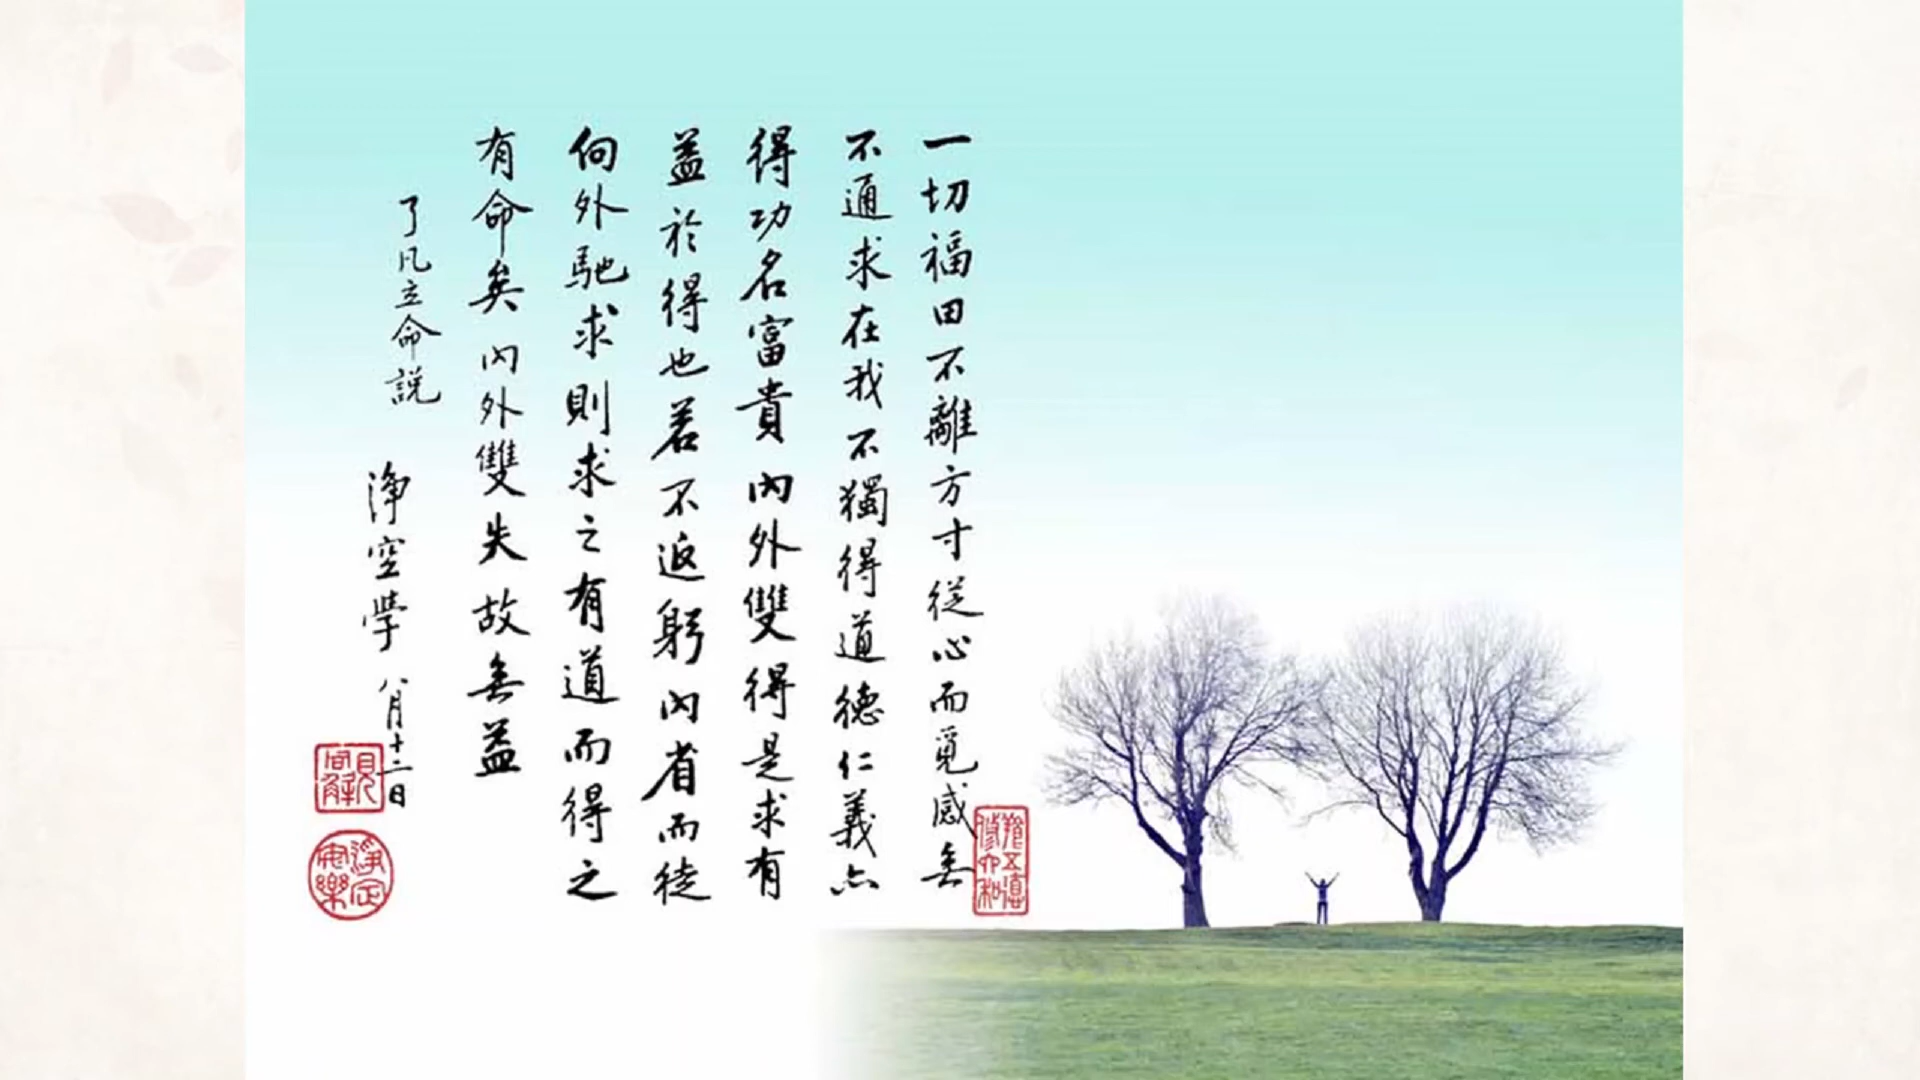 一切福田不離方寸從心而覓感無
不通求在我不獨得道德仁義亦
得功名富貴內外雙得是求有
益於得也若不返躬內省而徒
向外馳求則求之有道而得之
有命矣內外雙失故無益
了凡立命說
淨空學 八月十二日
淨空